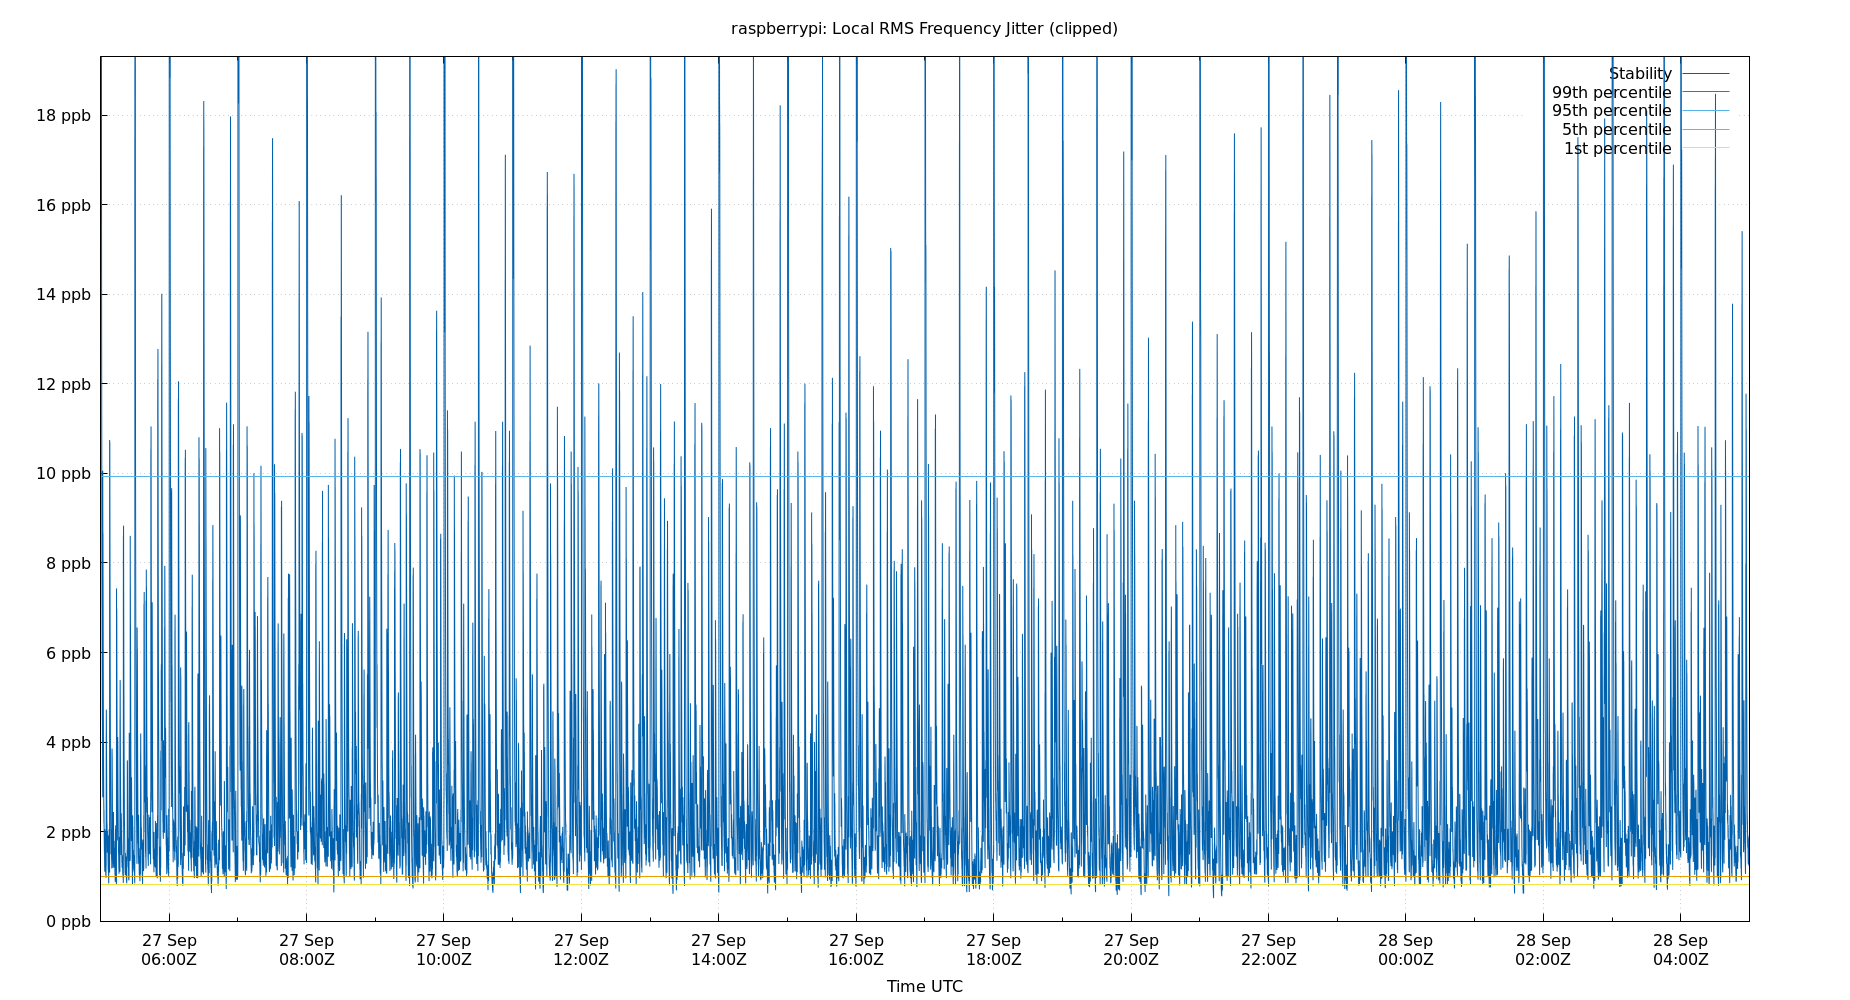 raspberrypi: Local RMS Frequency Jitter (clipped)
Stability
99th percentile
95th percentile
5th percentile
1st percentile
18 ppb
16 ppb
14 ppb
12 ppb
10 ppb
8 ppb
6 ppb
4 ppb
2 ppb
0 ppb
27 Sep 27 Sep 27 Sep 27 Sep 27 Sep 27 Sep 27 Sep 27 Sep 27 Sep 28 Sep 28 Sep 28 Sep
06:00Z 08:00Z 10:00Z 12:00Z 14:00Z 16:00Z 18:00Z 20:00Z 22:00Z 00:00Z 02:00Z 04:00Z
Time UTC